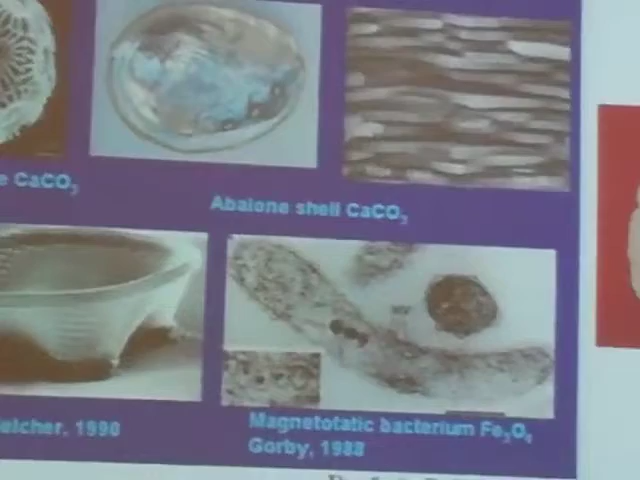 e CaCO3
Abalone shell CaCO3
elcher, 1990
Magnetotatic bacterium Fe3O4
Gorby, 1988